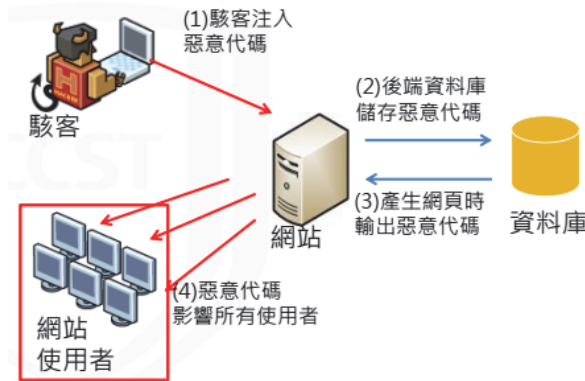 (1)駭客注入
惡意代碼
駭客
(2)後端資料庫
儲存惡意代碼
(3)產生網頁時
輸出惡意代碼
網站
資料庫
(4)惡意代碼
影響所有使用者
網站
使用者